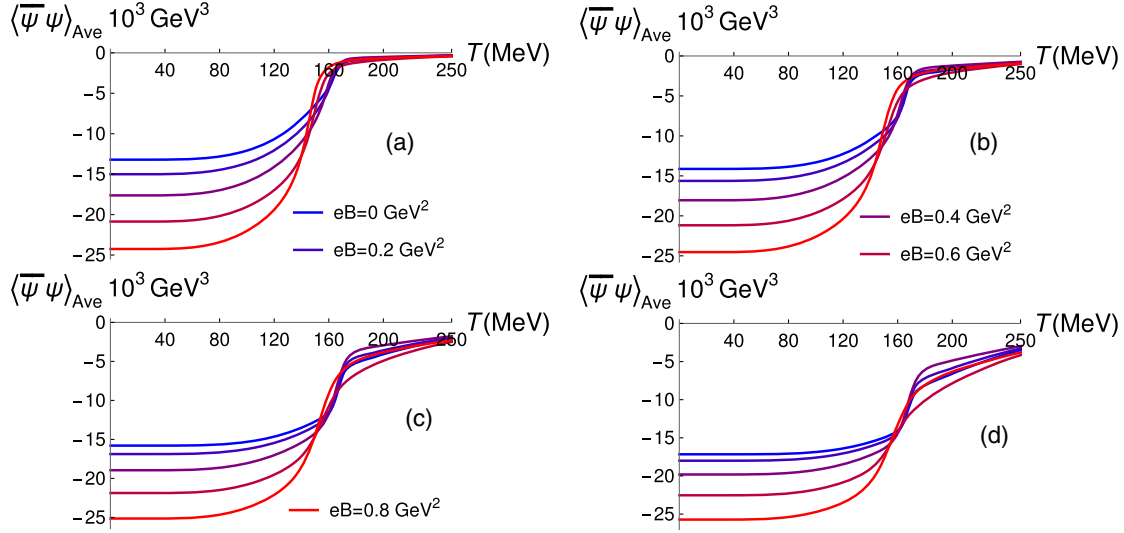 ⟨ψ̅ ψ⟩Ave 10³ GeV³
T(MeV)
0
40 80 120 160 200 250
-5
-10
-15
-20
-25
(a)
eB=0 GeV²
eB=0.2 GeV²
⟨ψ̅ ψ⟩Ave 10³ GeV³
T(MeV)
0
40 80 120 160 200 250
-5
-10
-15
-20
-25
(b)
eB=0.4 GeV²
eB=0.6 GeV²
⟨ψ̅ ψ⟩Ave 10³ GeV³
T(MeV)
0
40 80 120 160 200 250
-5
-10
-15
-20
-25
(c)
eB=0.8 GeV²
⟨ψ̅ ψ⟩Ave 10³ GeV³
T(MeV)
0
40 80 120 160 200 250
-5
-10
-15
-20
-25
(d)